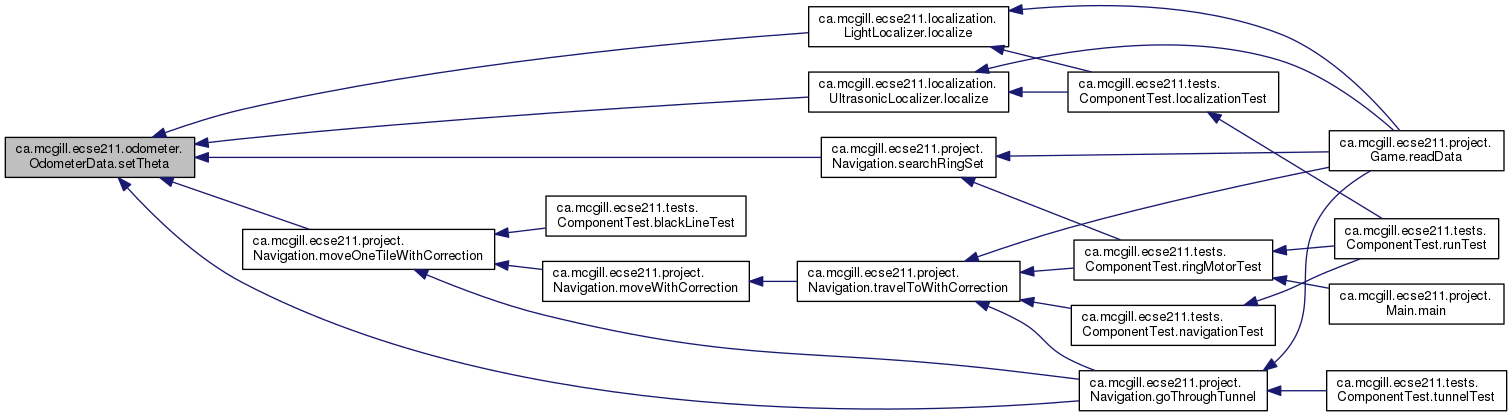 ca.mcgill.ecse211.odometer.
OdometerData.setTheta
ca.mcgill.ecse211.localization.
LightLocalizer.localize
ca.mcgill.ecse211.localization.
UltrasonicLocalizer.localize
ca.mcgill.ecse211.project.
Navigation.searchRingSet
ca.mcgill.ecse211.project.
Navigation.moveOneTileWithCorrection
ca.mcgill.ecse211.tests.
ComponentTest.blackLineTest
ca.mcgill.ecse211.project.
Navigation.moveWithCorrection
ca.mcgill.ecse211.project.
Navigation.travelToWithCorrection
ca.mcgill.ecse211.tests.
ComponentTest.localizationTest
ca.mcgill.ecse211.tests.
ComponentTest.ringMotorTest
ca.mcgill.ecse211.tests.
ComponentTest.navigationTest
ca.mcgill.ecse211.project.
Navigation.goThroughTunnel
ca.mcgill.ecse211.project.
Game.readData
ca.mcgill.ecse211.tests.
ComponentTest.runTest
ca.mcgill.ecse211.project.
Main.main
ca.mcgill.ecse211.tests.
ComponentTest.tunnelTest